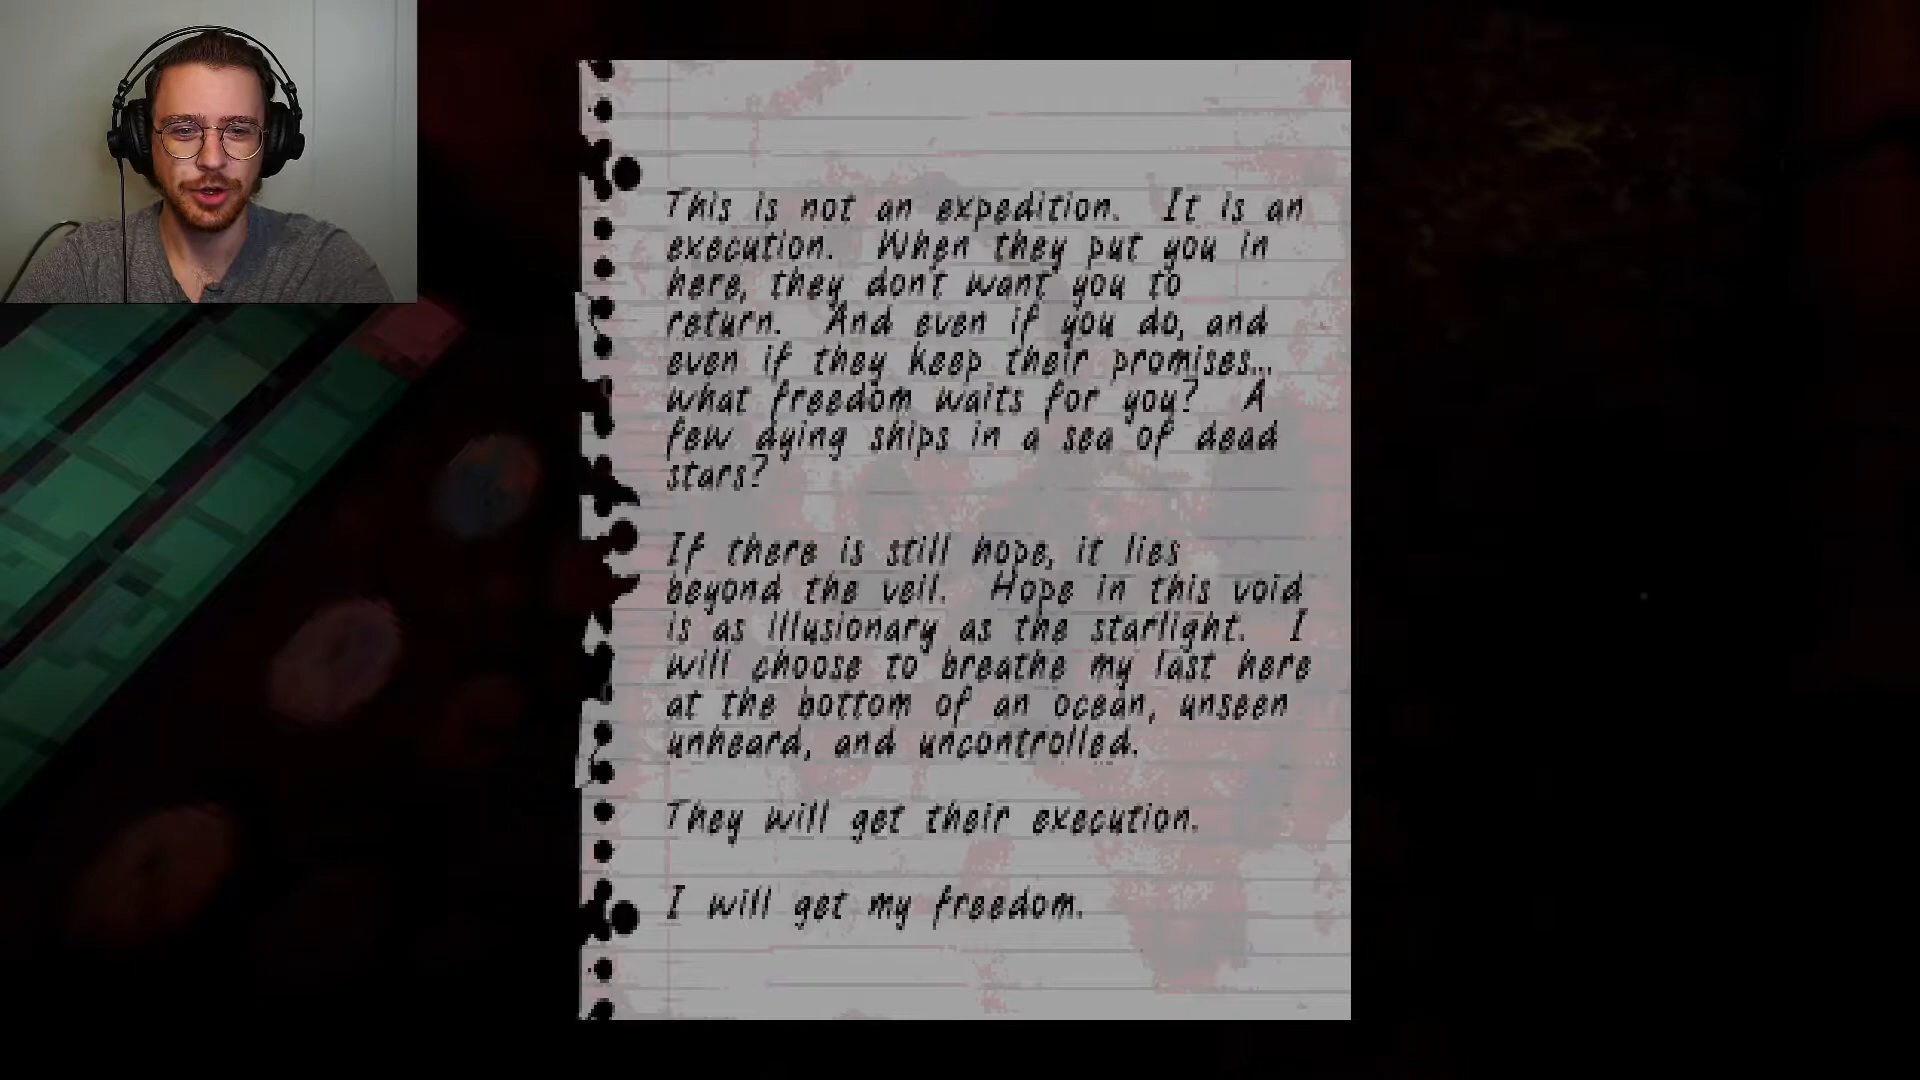 This is not an expedition. It is an
execution. When they put you in
here, they don't want you to
return. And even if you do, and
even if they keep their promises...
what freedom waits for you? A
few dying ships in a sea of dead
stars?
If there is still hope, it lies
beyond the veil. Hope in this void
is as illusionary as the starlight. I
will choose to breathe my last here
at the bottom of an ocean, unseen
unheard, and uncontrolled.
They will get their execution.
I will get my freedom.